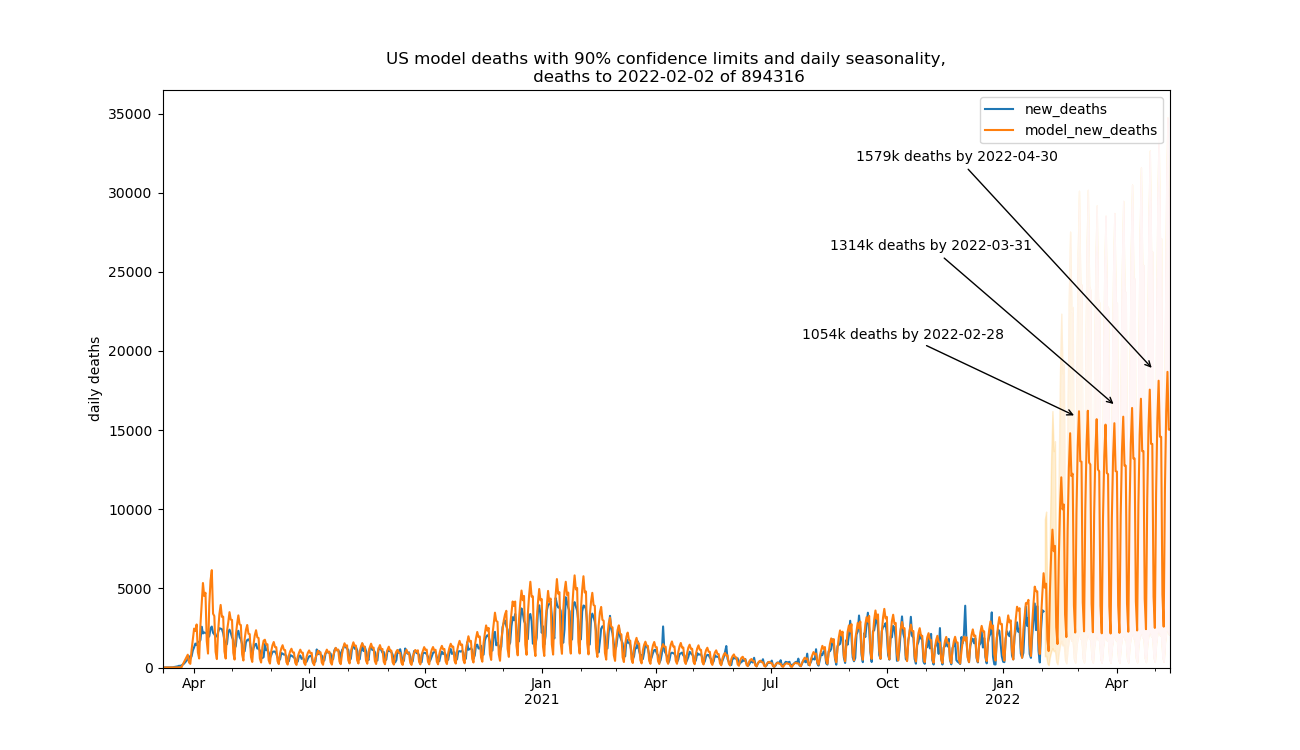 US model deaths with 90% confidence limits and daily seasonality,
deaths to 2022-02-02 of 894316
new_deaths
model_new_deaths
1579k deaths by 2022-04-30
1314k deaths by 2022-03-31
1054k deaths by 2022-02-28
daily deaths
35000
30000
25000
20000
15000
10000
5000
0
Apr
Jul
Oct
Jan
2021
Apr
Jul
Oct
Jan
2022
Apr